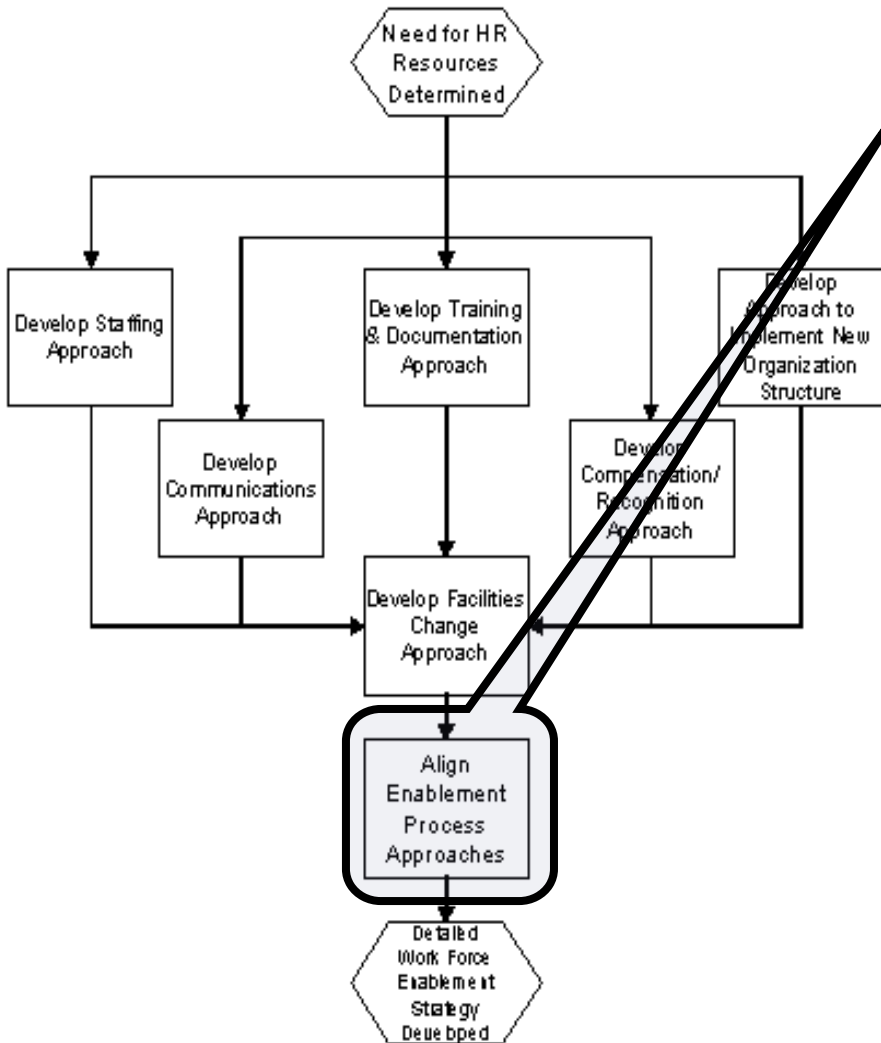 Need for HR
Resources
Determined
Develop Staffing
Approach
Develop Training
& Documentation
Approach
Develop
Approach to
Implement New
Organization
Structure
Develop
Communications
Approach
Develop
Compensation/
Recognition
Approach
Develop Facilities
Change
Approach
Align
Enablement
Process
Approaches
Detailed
Work Force
Enablement
Strategy
Developed